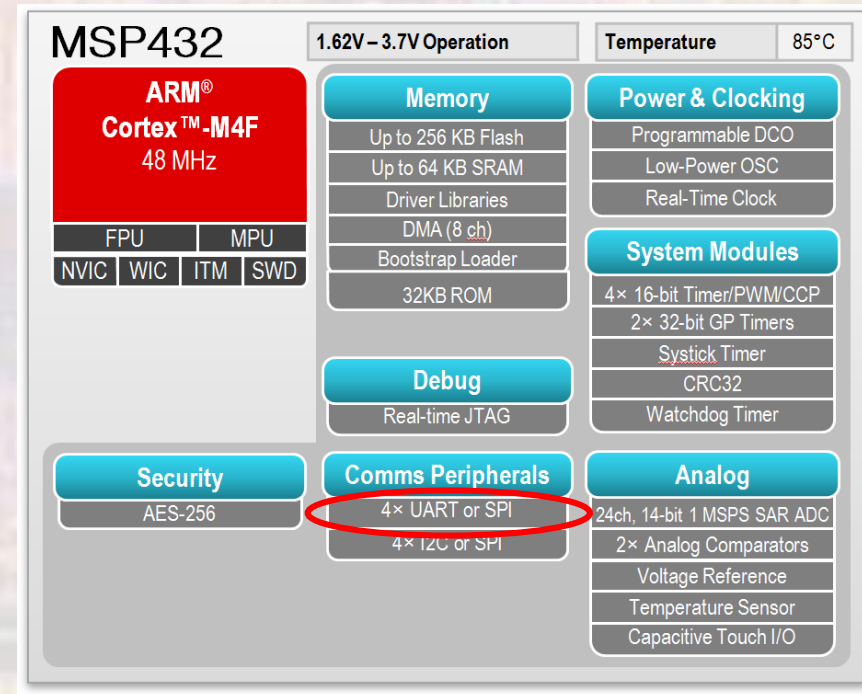 MSP432
1.62V – 3.7V Operation
Temperature
85°C
ARM®
Cortex™-M4F
48 MHz
FPU
MPU
NVIC
WIC
ITM
SWD
Memory
Up to 256 KB Flash
Up to 64 KB SRAM
Driver Libraries
DMA (8 ch)
Bootstrap Loader
32KB ROM
Power & Clocking
Programmable DCO
Low-Power OSC
Real-Time Clock
System Modules
4× 16-bit Timer/PWM/CCP
2× 32-bit GP Timers
Systick Timer
CRC32
Watchdog Timer
Debug
Real-time JTAG
Security
AES-256
Comms Peripherals
4× UART or SPI
4× I2C or SPI
Analog
24ch, 14-bit 1 MSPS SAR ADC
2× Analog Comparators
Voltage Reference
Temperature Sensor
Capacitive Touch I/O